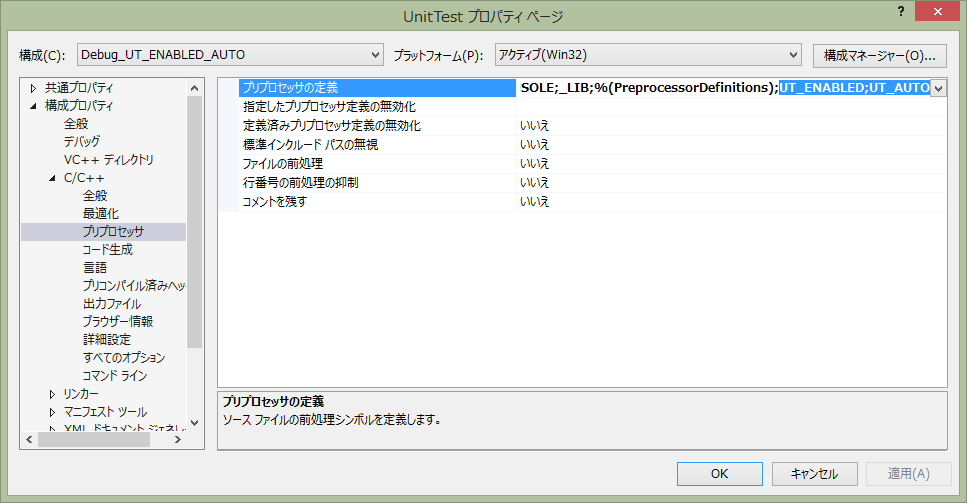 UnitTest プロパティ ページ
? ×
構成(C): Debug_UT_ENABLED_AUTO プラットフォーム(P): アクティブ(Win32) 構成マネージャー(O)...
共通プロパティ
構成プロパティ
全般
デバッグ
VC++ ディレクトリ
C/C++
全般
最適化
プリプロセッサ
コード生成
言語
プリコンパイル済みヘッ
出力ファイル
ブラウザー情報
詳細設定
すべてのオプション
コマンド ライン
リンカー
マニフェスト ツール
XML ドキュメント ジェネレ
プリプロセッサの定義 SOLE;_LIB;%(PreprocessorDefinitions);UT_ENABLED;UT_AUTO
指定したプリプロセッサ定義の無効化
定義済みプリプロセッサ定義の無効化 いいえ
標準インクルード パスの無視 いいえ
ファイルの前処理 いいえ
行番号の前処理の抑制 いいえ
コメントを残す いいえ
プリプロセッサの定義
ソース ファイルの前処理シンボルを定義します。
OK キャンセル 適用(A)